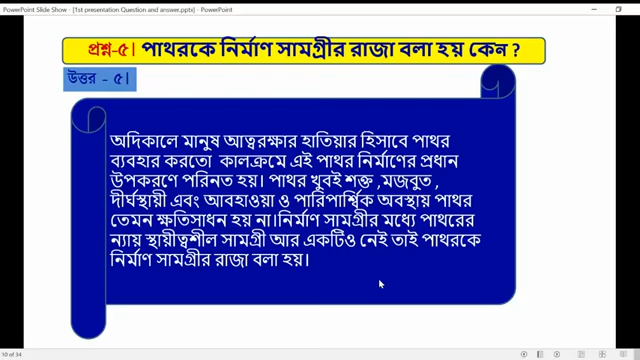 PowerPoint Slide Show - [1st presentation Question and answer.pptx] - PowerPoint
প্রশ্ন-৫। পাথরকে নির্মাণ সামগ্রীর রাজা বলা হয় কেন ?
উত্তর - ৫।
অদিকালে মানুষ আত্বরক্ষার হাতিয়ার হিসাবে পাথর
ব্যবহার করতো কালক্রমে এই পাথর নির্মাণের প্রধান
উপকরণে পরিনত হয়। পাথর খুবই শক্ত ,মজবুত ,
দীর্ঘস্থায়ী এবং আবহাওয়া ও পারিপার্শ্বিক অবস্থায় পাথর
তেমন ক্ষতিসাধন হয় না।নির্মাণ সামগ্রীর মধ্যে পাথরের
ন্যায় স্থায়ীত্বশীল সামগ্রী আর একটিও নেই তাই পাথরকে
নির্মাণ সামগ্রীর রাজা বলা হয়।
10 of 34